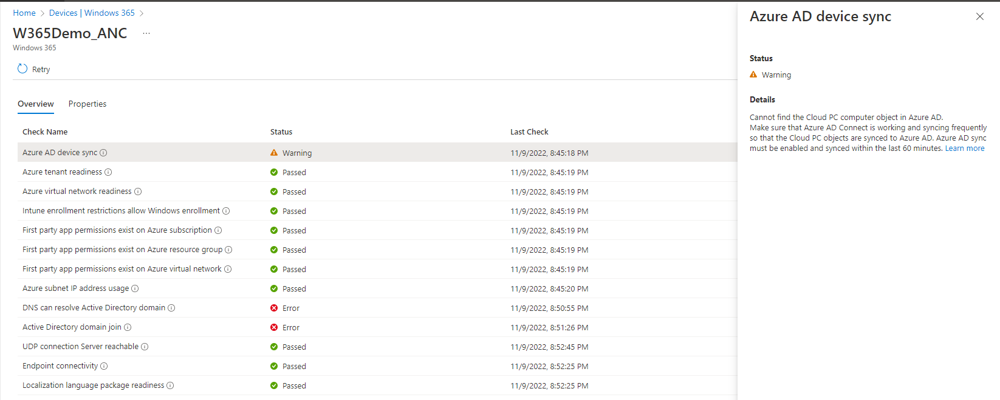 Home > Devices | Windows 365 >
W365Demo_ANC ...
Windows 365
Retry
Overview Properties
Check Name Status Last Check
Azure AD device sync Warning 11/9/2022, 8:45:18 PM
Azure tenant readiness Passed 11/9/2022, 8:45:19 PM
Azure virtual network readiness Passed 11/9/2022, 8:45:19 PM
Intune enrollment restrictions allow Windows enrollment Passed 11/9/2022, 8:45:19 PM
First party app permissions exist on Azure subscription Passed 11/9/2022, 8:45:19 PM
First party app permissions exist on Azure resource group Passed 11/9/2022, 8:45:19 PM
First party app permissions exist on Azure virtual network Passed 11/9/2022, 8:45:19 PM
Azure subnet IP address usage Passed 11/9/2022, 8:45:20 PM
DNS can resolve Active Directory domain Error 11/9/2022, 8:50:55 PM
Active Directory domain join Error 11/9/2022, 8:51:26 PM
UDP connection Server reachable Passed 11/9/2022, 8:52:45 PM
Endpoint connectivity Passed 11/9/2022, 8:52:25 PM
Localization language package readiness Passed 11/9/2022, 8:52:25 PM
Azure AD device sync
Status
Warning
Details
Cannot find the Cloud PC computer object in Azure AD.
Make sure that Azure AD Connect is working and syncing frequently
so that the Cloud PC objects are synced to Azure AD. Azure AD sync
must be enabled and synced within the last 60 minutes. Learn more